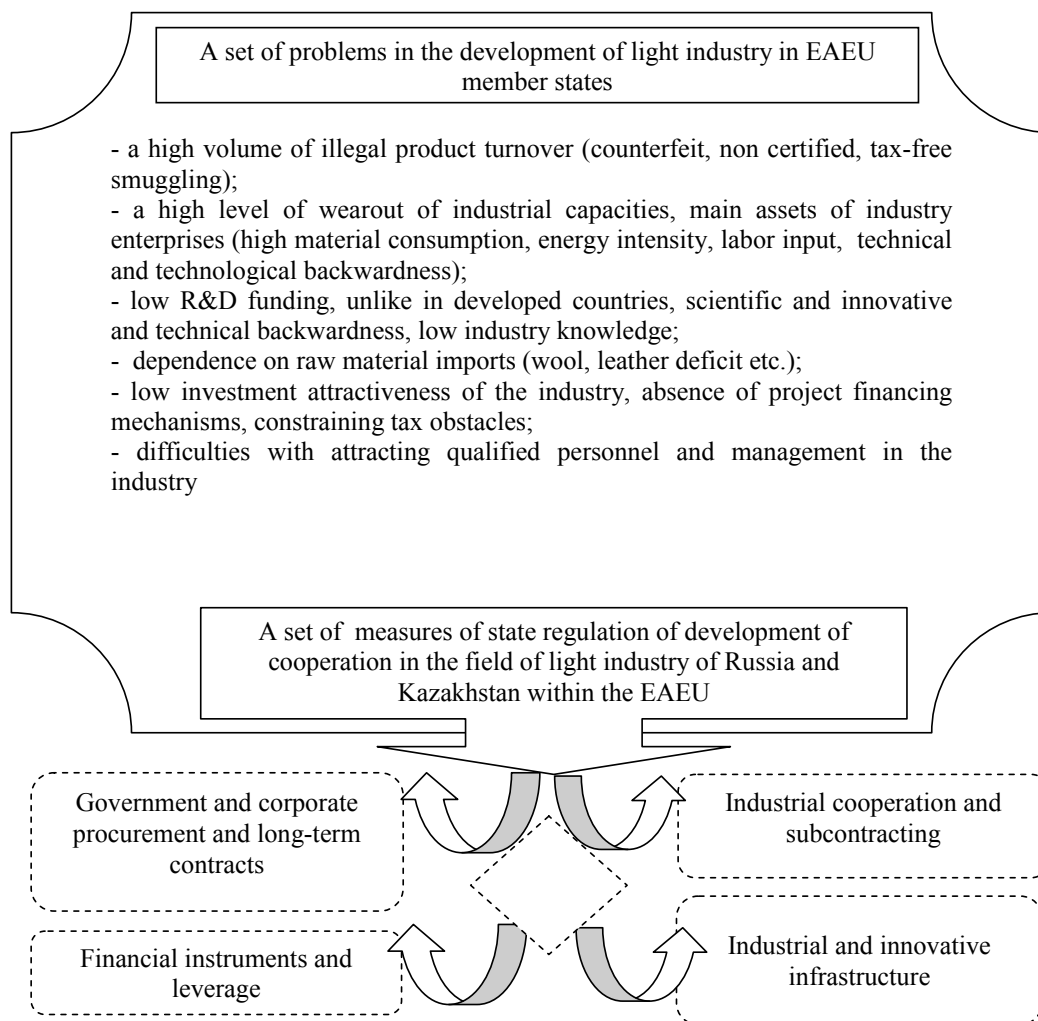 A set of problems in the development of light industry in EAEU
member states
- a high volume of illegal product turnover (counterfeit, non certified, tax-free
smuggling);
- a high level of wearout of industrial capacities, main assets of industry
enterprises (high material consumption, energy intensity, labor input, technical
and technological backwardness);
- low R&D funding, unlike in developed countries, scientific and innovative
and technical backwardness, low industry knowledge;
- dependence on raw material imports (wool, leather deficit etc.);
- low investment attractiveness of the industry, absence of project financing
mechanisms, constraining tax obstacles;
- difficulties with attracting qualified personnel and management in the
industry
A set of measures of state regulation of development of
cooperation in the field of light industry of Russia and
Kazakhstan within the EAEU
Government and corporate
procurement and long-term
contracts
Industrial cooperation and
subcontracting
Financial instruments and
leverage
Industrial and innovative
infrastructure